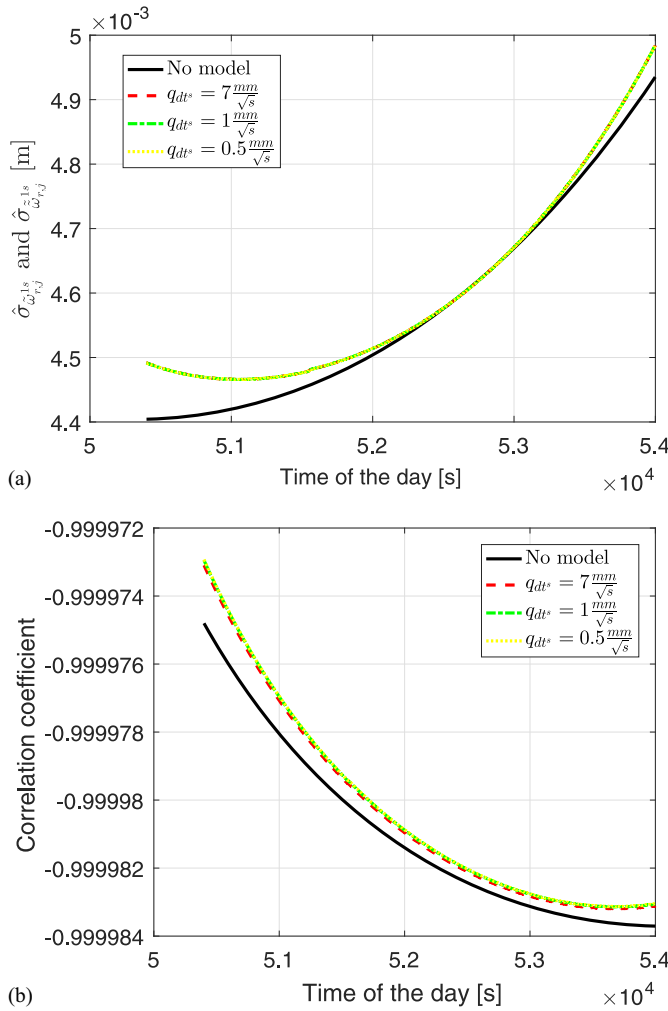 ×10⁻³
5
4.9
4.8
4.7
4.6
4.5
4.4
No model
q_{dt^s} = 7 mm/√s
q_{dt^s} = 1 mm/√s
q_{dt^s} = 0.5 mm/√s
and [m]
5 5.1 5.2 5.3 5.4
Time of the day [s]
×10⁴
(a)
-0.999972
-0.999974
-0.999976
-0.999978
-0.99998
-0.999982
-0.999984
No model
q_{dt^s} = 7 mm/√s
q_{dt^s} = 1 mm/√s
q_{dt^s} = 0.5 mm/√s
Correlation coefficient
5 5.1 5.2 5.3 5.4
Time of the day [s]
×10⁴
(b)